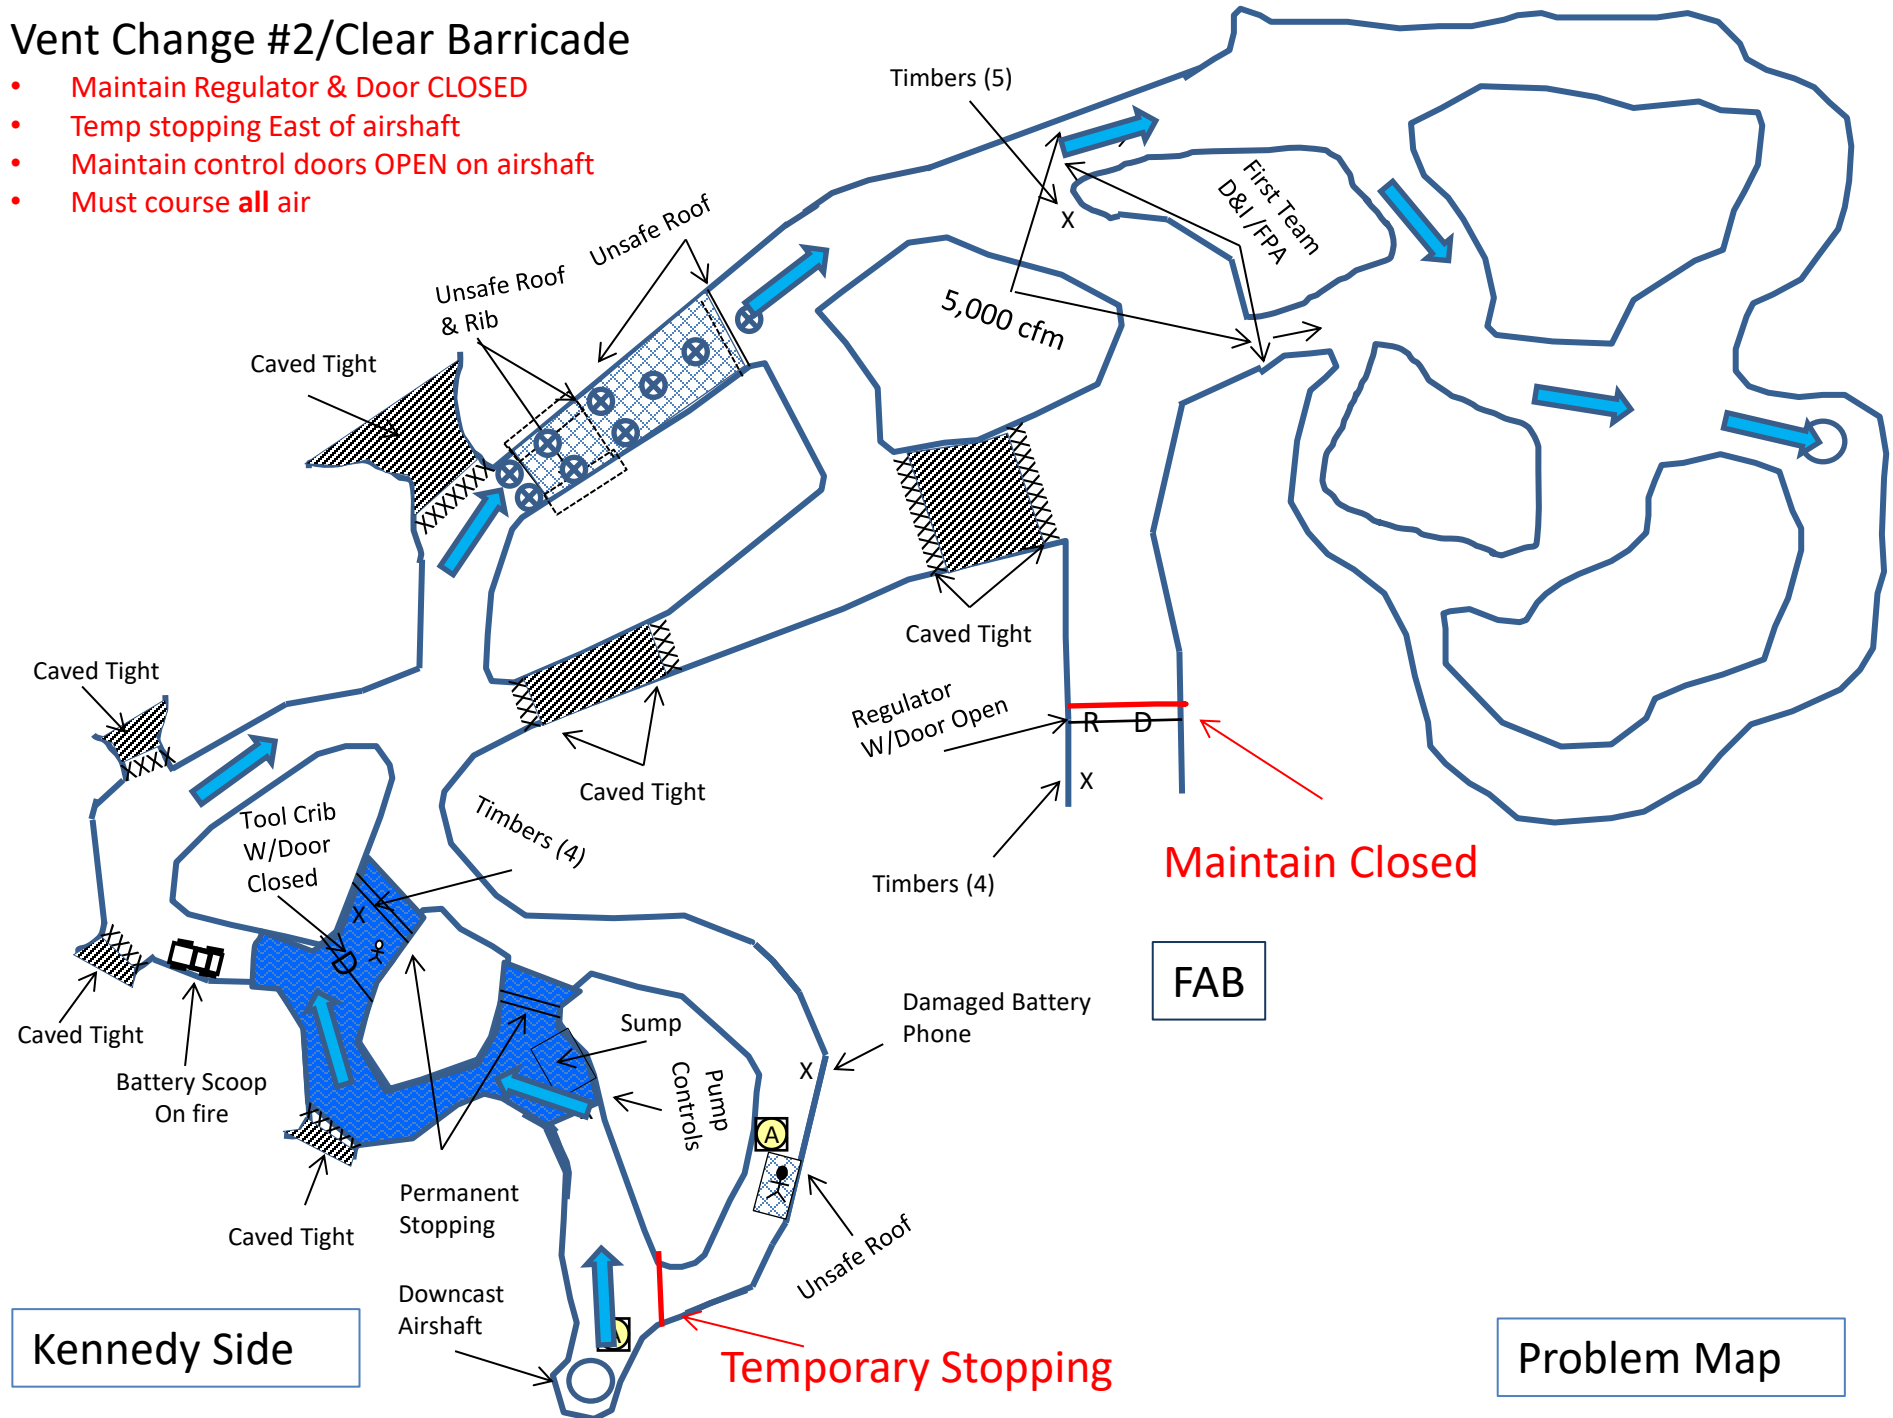 Vent Change #2/Clear Barricade
• Maintain Regulator & Door CLOSED
• Temp stopping East of airshaft
• Maintain control doors OPEN on airshaft
• Must course all air
Timbers (5)
X
First Team
D&I /FPA
Unsafe Roof
Unsafe Roof
& Rib
5,000 cfm
Caved Tight
XXXXXX
Caved Tight
Caved Tight
XXXX
Regulator
W/Door Open
R D
X
Caved Tight
Timbers (4)
Tool Crib
W/Door
Closed
Timbers (4)
X
D
Maintain Closed
FAB
Caved Tight
Battery Scoop
On fire
Sump
Pump
Controls
Damaged Battery
Phone
X
A
Permanent
Stopping
Caved Tight
Unsafe Roof
Downcast
Airshaft
A
Temporary Stopping
Kennedy Side
Problem Map